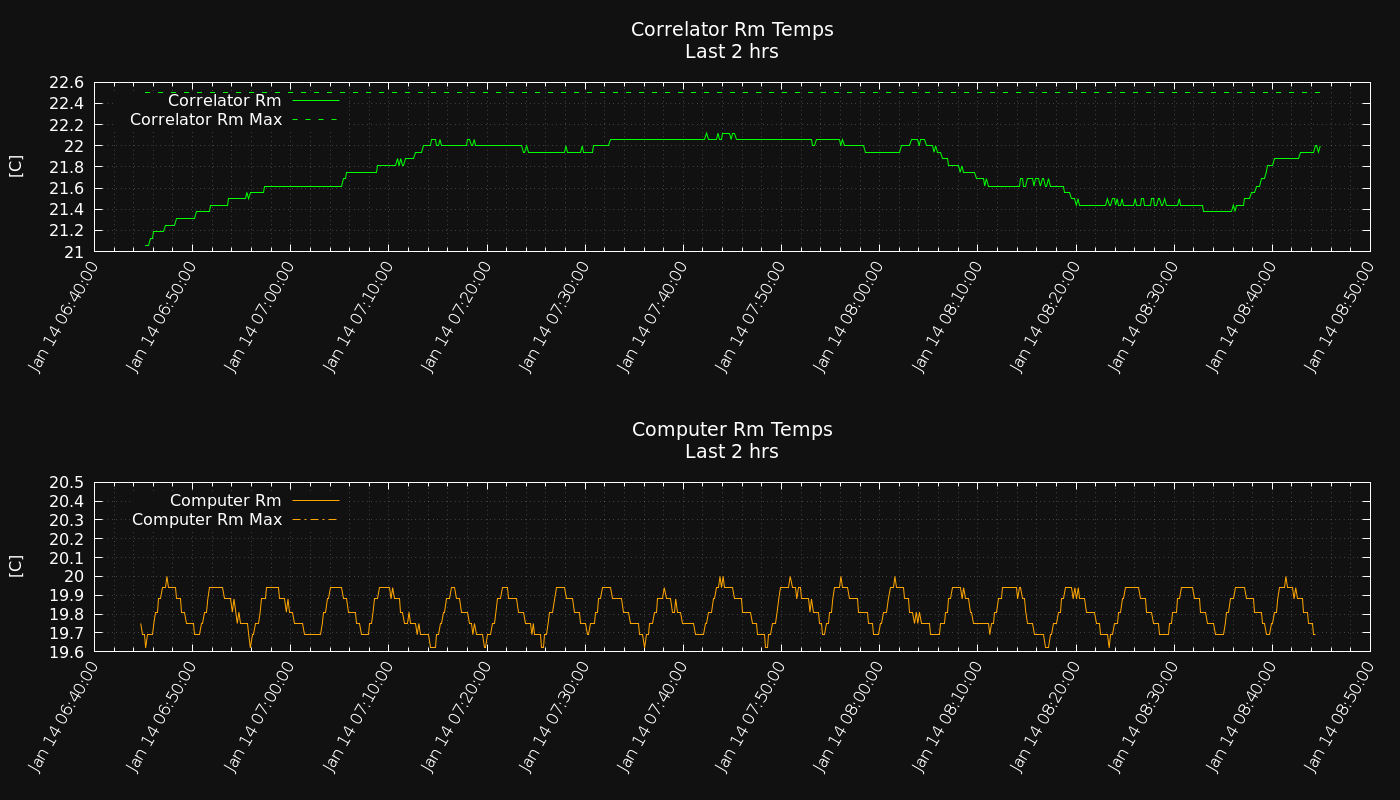 Correlator Rm Temps
Last 2 hrs
22.6
22.4
22.2
22
21.8
21.6
21.4
21.2
21
[C]
Correlator Rm
Correlator Rm Max
Jan 14 06:40:00
Jan 14 06:50:00
Jan 14 07:00:00
Jan 14 07:10:00
Jan 14 07:20:00
Jan 14 07:30:00
Jan 14 07:40:00
Jan 14 07:50:00
Jan 14 08:00:00
Jan 14 08:10:00
Jan 14 08:20:00
Jan 14 08:30:00
Jan 14 08:40:00
Jan 14 08:50:00
Computer Rm Temps
Last 2 hrs
20.5
20.4
20.3
20.2
20.1
20
19.9
19.8
19.7
19.6
[C]
Computer Rm
Computer Rm Max
Jan 14 06:40:00
Jan 14 06:50:00
Jan 14 07:00:00
Jan 14 07:10:00
Jan 14 07:20:00
Jan 14 07:30:00
Jan 14 07:40:00
Jan 14 07:50:00
Jan 14 08:00:00
Jan 14 08:10:00
Jan 14 08:20:00
Jan 14 08:30:00
Jan 14 08:40:00
Jan 14 08:50:00